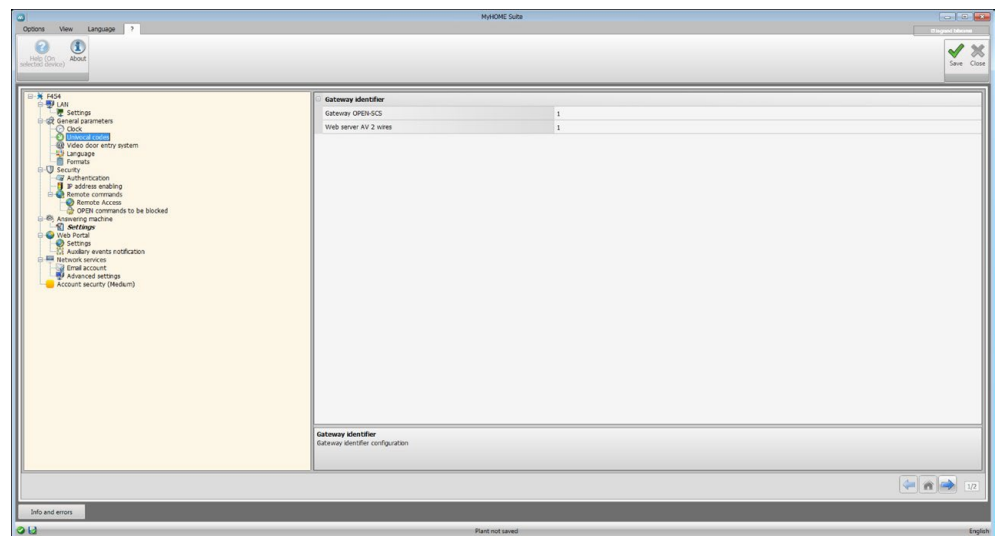 MyHOME Suite
Options View Language ?
Help (On selected device)
About
Save Close
F454
LAN
Settings
General parameters
Clock
Univocal codes
Video door entry system
Language
Formats
Security
Authentication
IP address enabling
Remote commands
Remote Access
OPEN commands to be blocked
Answering machine
Settings
Web Portal
Settings
Auxiliary events notification
Network services
Email account
Advanced settings
Account security (Medium)
Gateway identifier
Gateway OPEN-SCS 1
Web server AV 2 wires 1
Gateway identifier
Gateway identifier configuration
1/2
Info and errors
Plant not saved
English